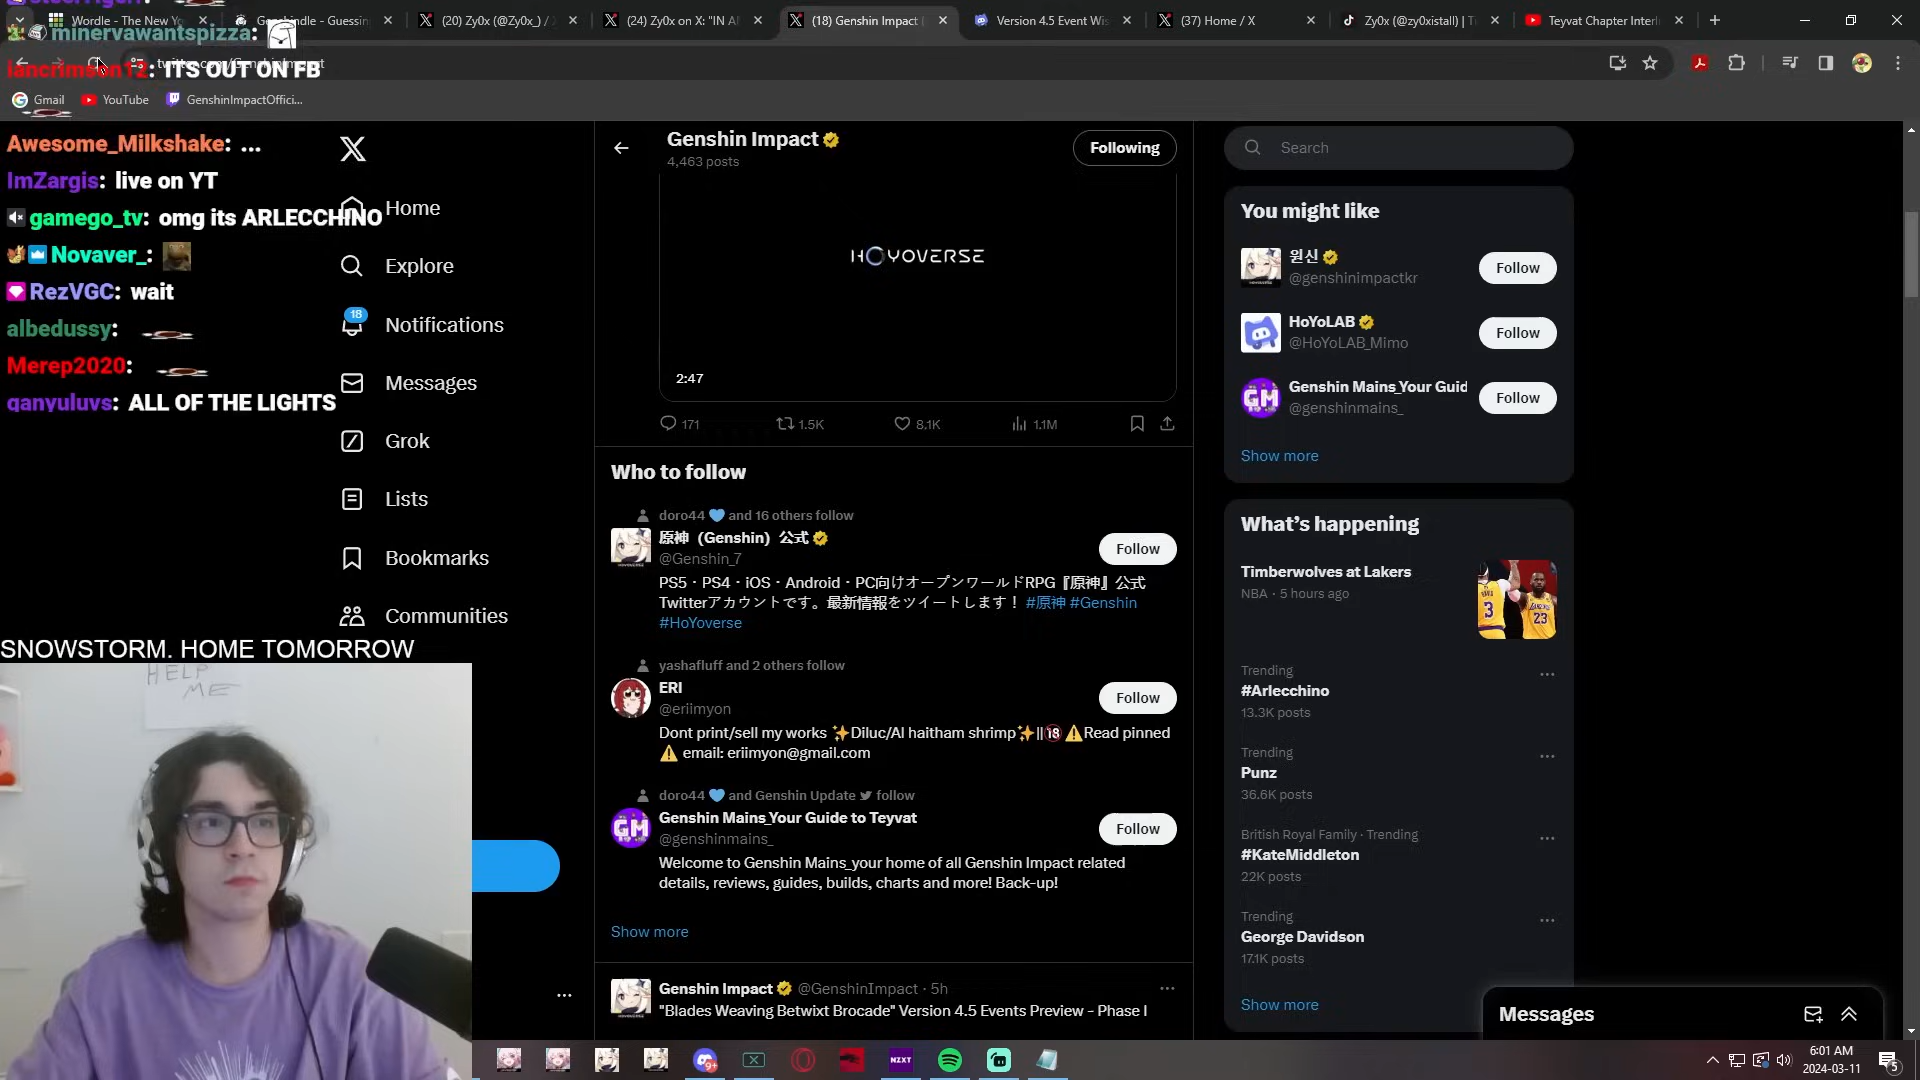 Wordle - The New Yo
Genshindle - Guessing
(20) Zy0x (@Zy0x_) /
(24) Zy0x on X: "IN A
(18) Genshin Impact
Version 4.5 Event Wis
(37) Home / X
Zy0x (@zy0xistall) | T
Teyvat Chapter Interl
minervawantspizza:
iancrimson12: ITS OUT ON FB
Gmail
YouTube
GenshinImpactOffici...
Awesome_Milkshake: ...
ImZargis: live on YT
gamego_tv: omg its ARLECCHINO
Novaver_:
RezVGC: wait
albedussy:
Merep2020:
ganyuluvs: ALL OF THE LIGHTS
Home
Explore
18
Notifications
Messages
Grok
Lists
Bookmarks
Communities
SNOWSTORM. HOME TOMORROW
HELP
ME
Genshin Impact
4,463 posts
Following
HOYOVERSE
2:47
171
1.5K
8.1K
1.1M
Who to follow
doro44 💙 and 16 others follow
原神（Genshin）公式
@Genshin_7
Follow
PS5・PS4・iOS・Android・PC向けオープンワールドRPG『原神』公式
Twitterアカウントです。最新情報をツイートします！ #原神 #Genshin
#HoYoverse
yashafluff and 2 others follow
ERI
@eriimyon
Follow
Dont print/sell my works ✨Diluc/Al haitham shrimp✨||🔞 ⚠️Read pinned
⚠️ email: eriimyon@gmail.com
doro44 💙 and Genshin Update follow
GM
Genshin Mains_Your Guide to Teyvat
@genshinmains_
Follow
Welcome to Genshin Mains_your home of all Genshin Impact related
details, reviews, guides, builds, charts and more! Back-up!
Show more
Genshin Impact @GenshinImpact · 5h
"Blades Weaving Betwixt Brocade" Version 4.5 Events Preview - Phase I
Search
You might like
원신
@genshinimpactkr
Follow
HoYoLAB
@HoYoLAB_Mimo
Follow
GM
Genshin Mains_Your Guid
@genshinmains_
Follow
Show more
What's happening
Timberwolves at Lakers
NBA · 5 hours ago
Trending
#Arlecchino
13.3K posts
Trending
Punz
36.6K posts
British Royal Family · Trending
#KateMiddleton
22K posts
Trending
George Davidson
17.1K posts
Show more
Messages
NZXT
6:01 AM
2024-03-11
5